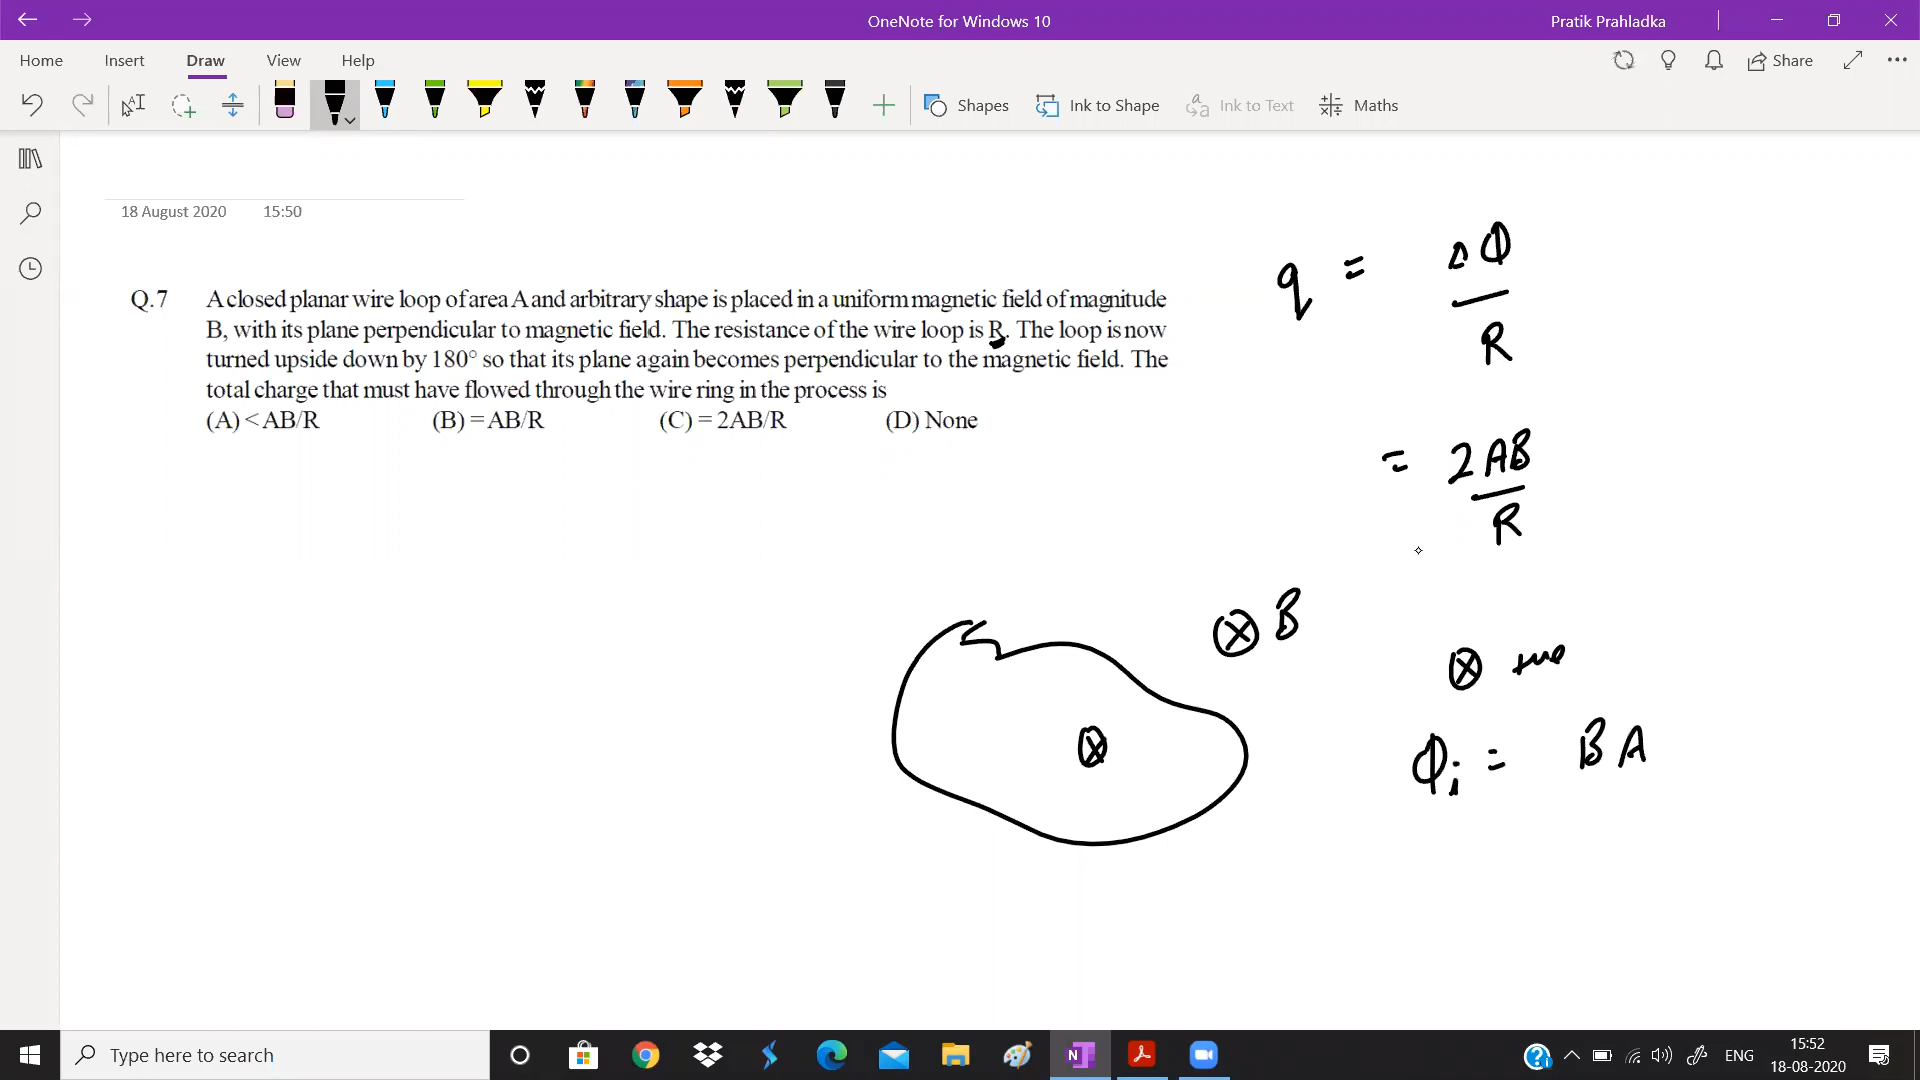 OneNote for Windows 10
Pratik Prahladka
Home Insert Draw View Help
Share
Shapes Ink to Shape Ink to Text Maths
18 August 2020 15:50
Q.7 A closed planar wire loop of area A and arbitrary shape is placed in a uniform magnetic field of magnitude
B, with its plane perpendicular to magnetic field. The resistance of the wire loop is R. The loop is now
turned upside down by 180° so that its plane again becomes perpendicular to the magnetic field. The
total charge that must have flowed through the wire ring in the process is
(A) < AB/R (B) = AB/R (C) = 2AB/R (D) None
q = ΔΦ
R
= 2AB
R
⊗ B
⊗ +ve
⊗
Φi = BA
Type here to search
ENG
15:52
18-08-2020